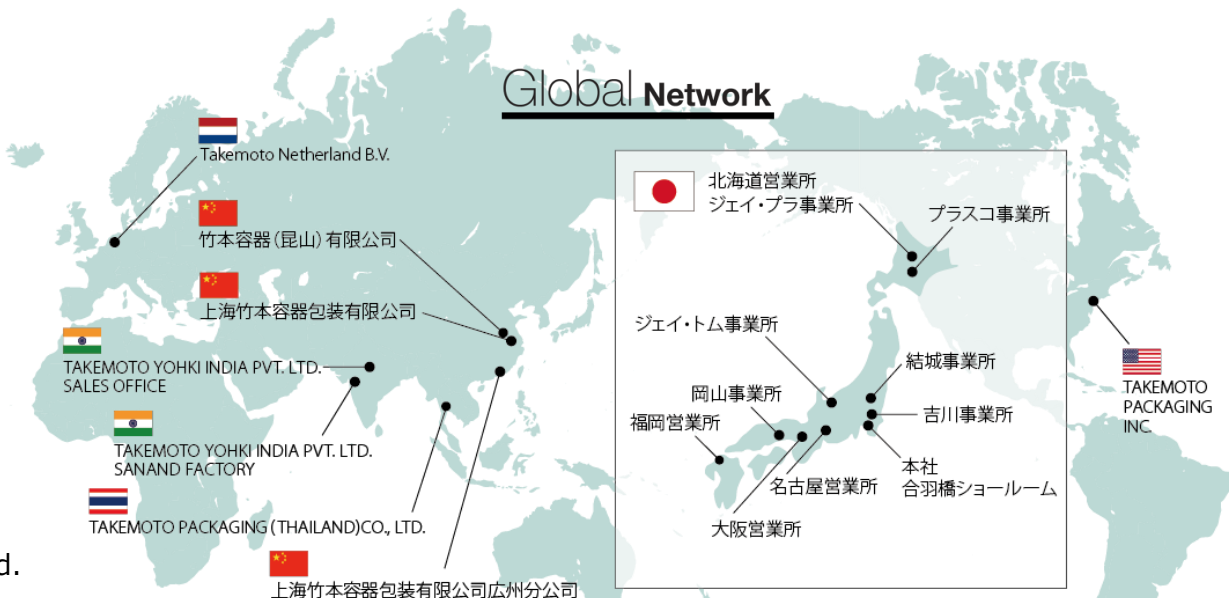 Global Network
Takemoto Netherland B.V.
竹本容器(昆山)有限公司
上海竹本容器包装有限公司
TAKEMOTO YOHKI INDIA PVT. LTD.
SALES OFFICE
TAKEMOTO YOHKI INDIA PVT. LTD.
SANAND FACTORY
TAKEMOTO PACKAGING (THAILAND)CO., LTD.
上海竹本容器包装有限公司広州分公司
d.
北海道営業所
ジェイ・プラ事業所
プラスコ事業所
ジェイ・トム事業所
結城事業所
岡山事業所
吉川事業所
福岡営業所
本社
合羽橋ショールーム
名古屋営業所
大阪営業所
TAKEMOTO
PACKAGING
INC.